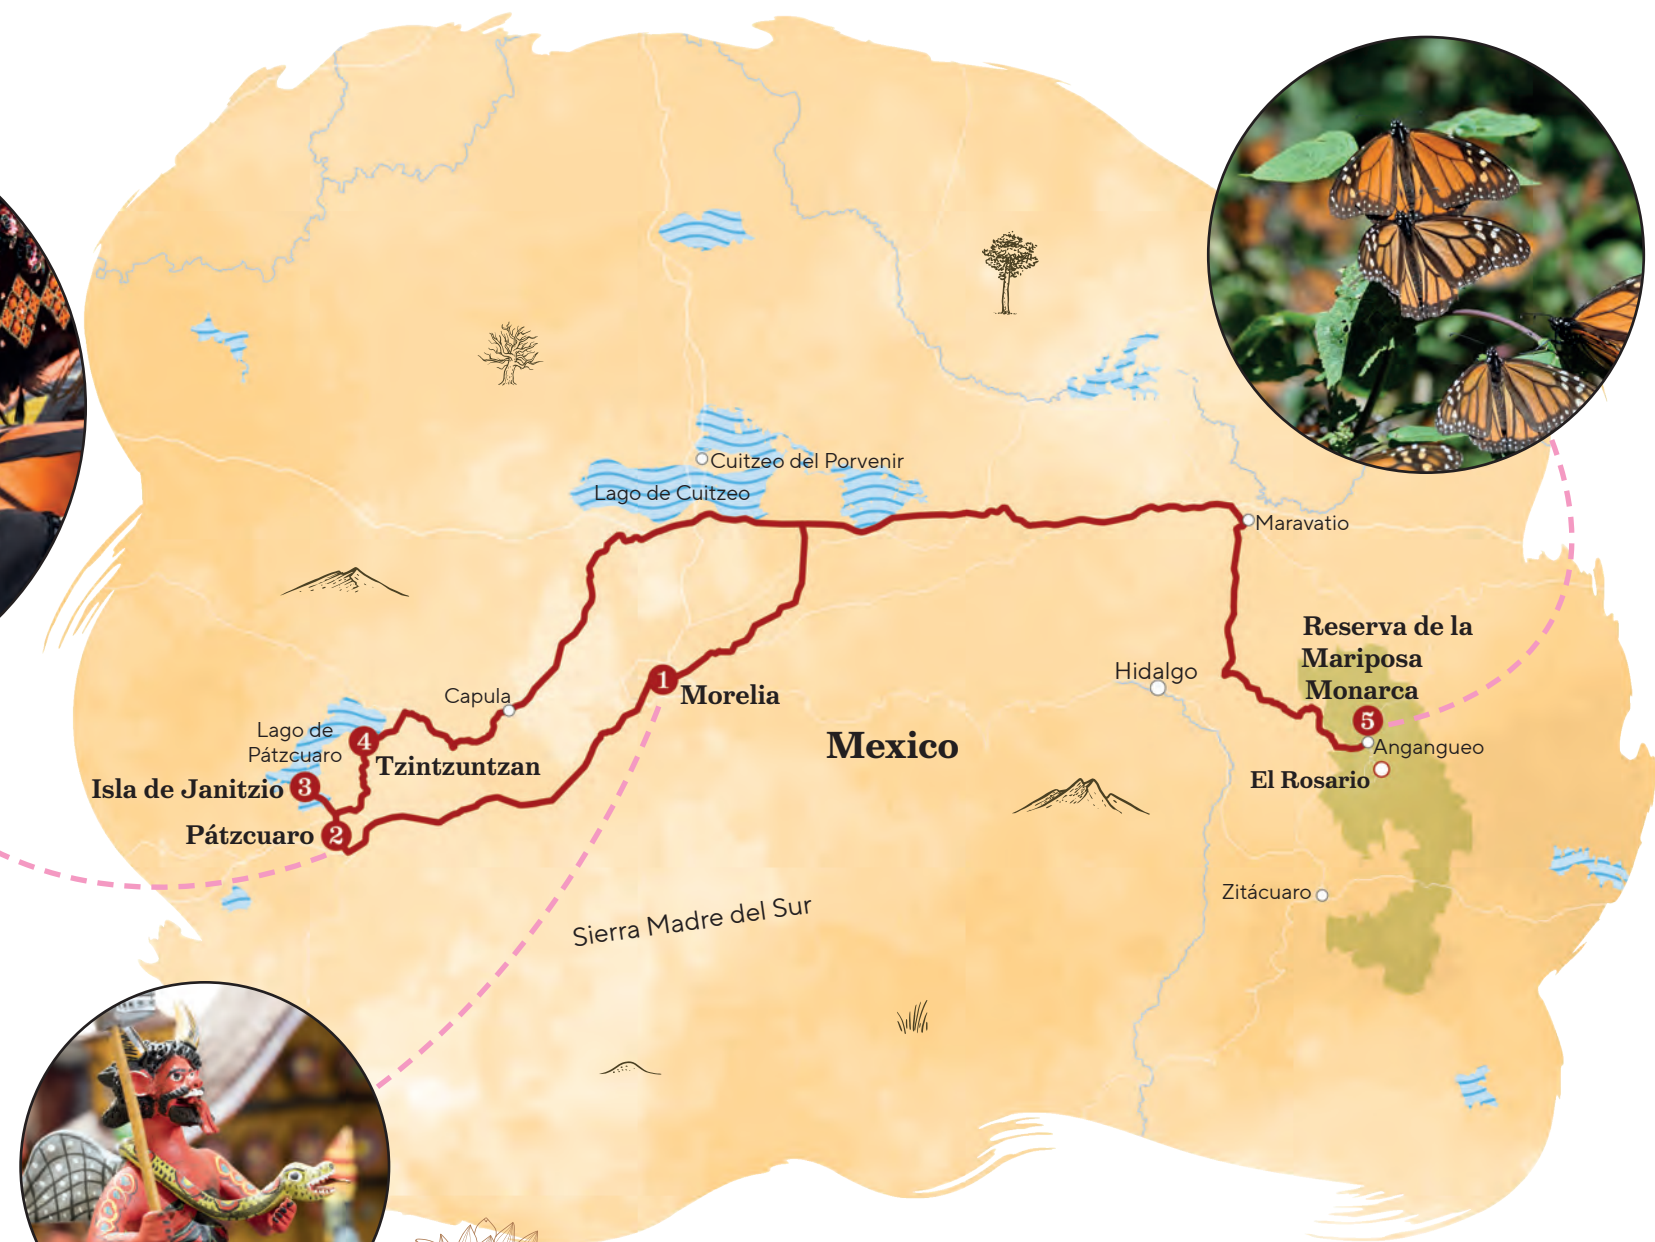 Cuitzeo del Porvenir
Lago de Cuitzeo
Maravatio
Reserva de la
Mariposa
Monarca
Hidalgo
1
Morelia
Capula
5
Lago de
Pátzcuaro
4
Tzintzuntzan
Mexico
Angangueo
El Rosario
Isla de Janitzio
3
Pátzcuaro
2
Zitácuaro
Sierra Madre del Sur